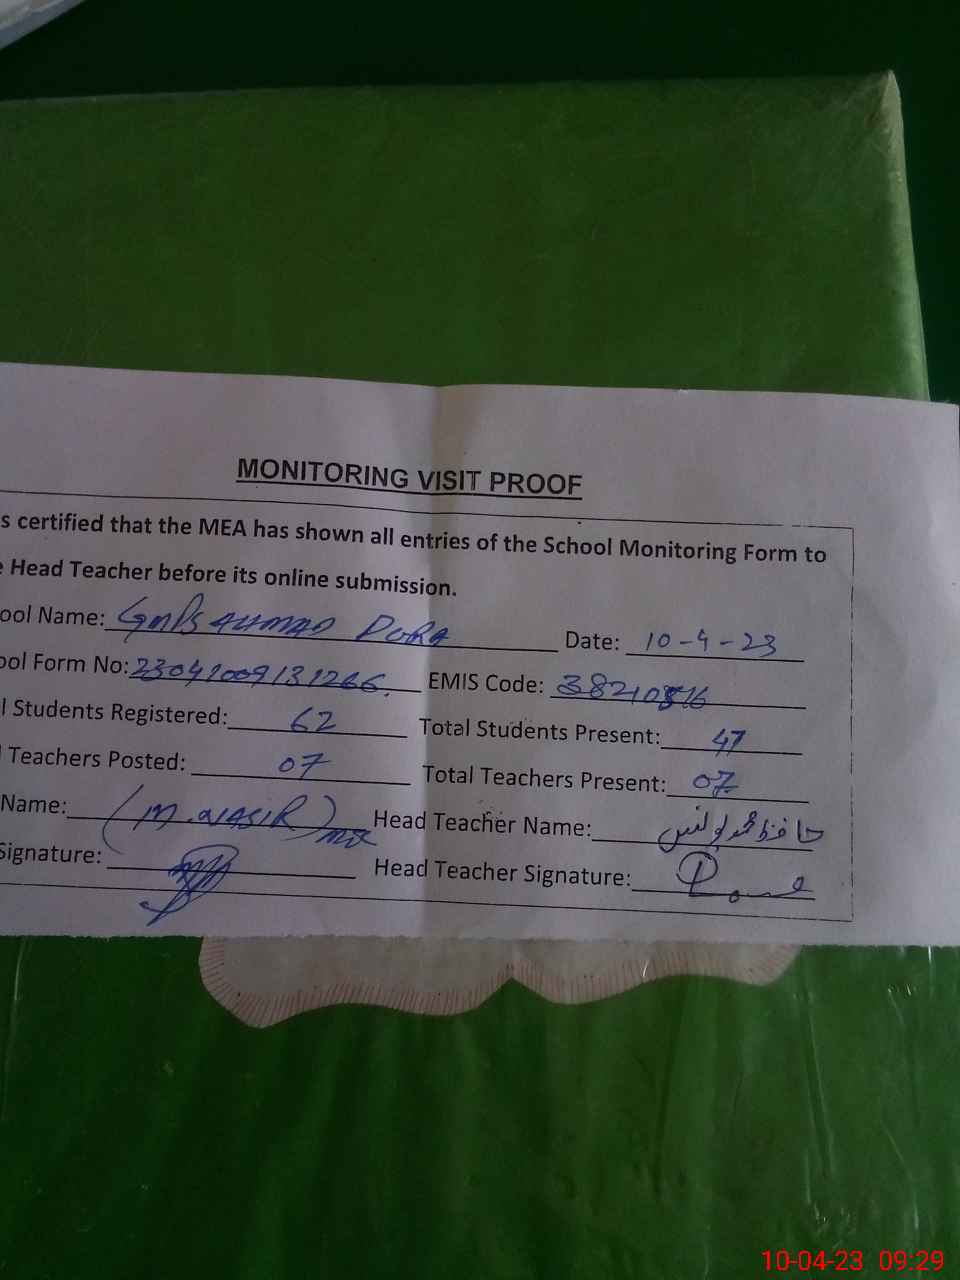 MONITORING VISIT PROOF
s certified that the MEA has shown all entries of the School Monitoring Form to
e Head Teacher before its online submission.
ool Name: GMPS AHMAD DORA Date: 10-4-23
ool Form No: 23041009131266. EMIS Code: 38210516
l Students Registered: 62 Total Students Present: 47
l Teachers Posted: 07 Total Teachers Present: 07
Name: (M. NASIR) Head Teacher Name: حافظ محمد یونس
Signature: Head Teacher Signature:
10-04-23 09:29